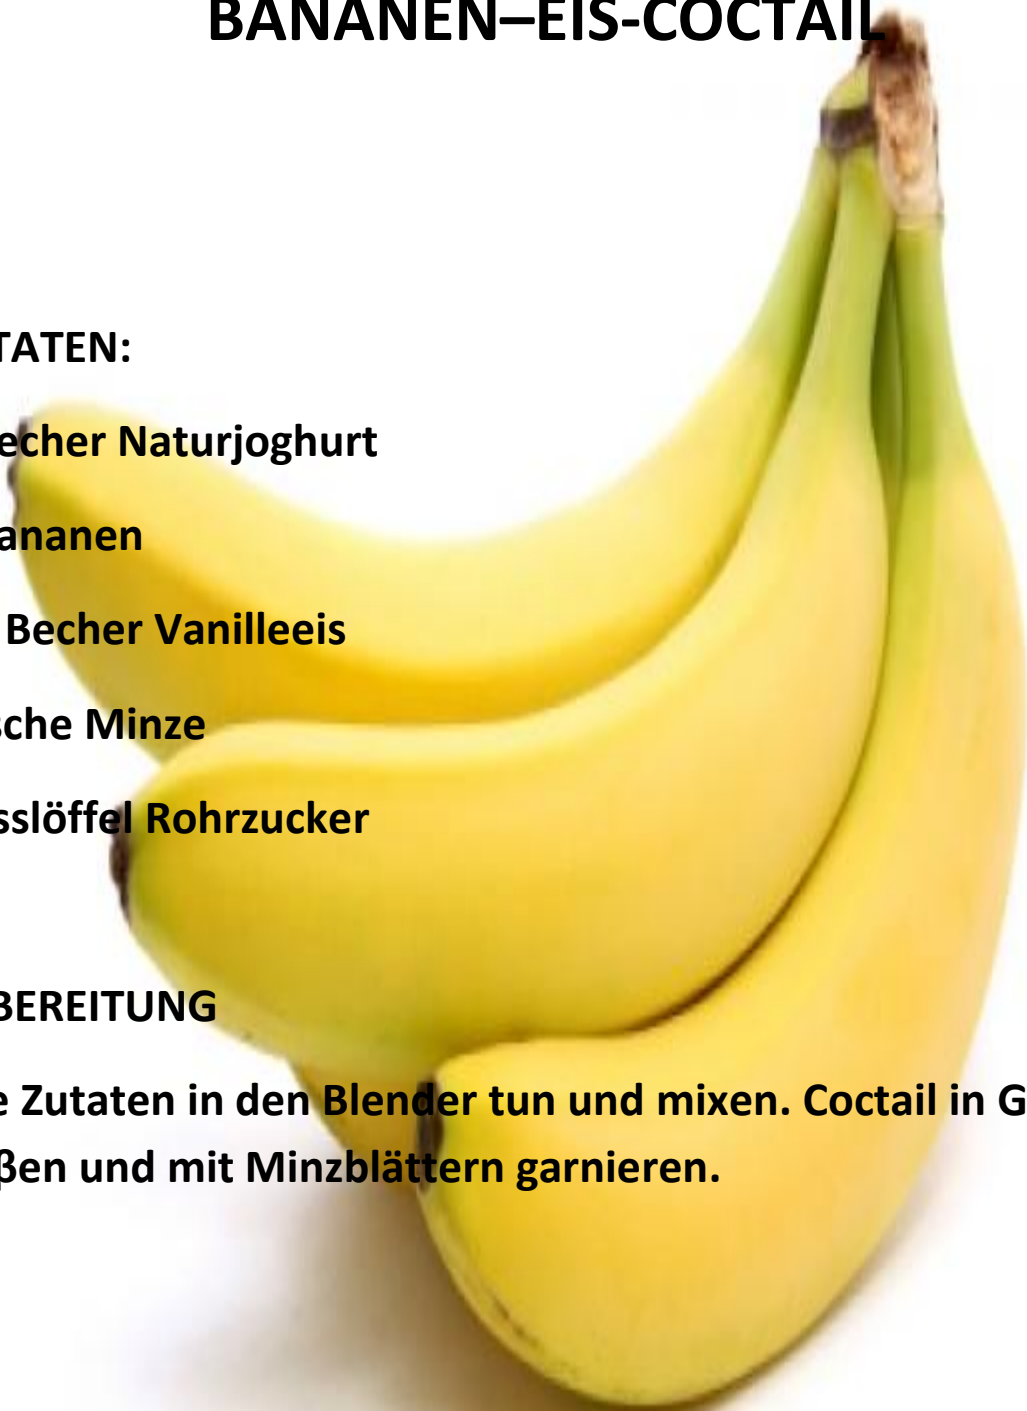 BANANEN–EIS-COCTAIL
TATEN:
echer Naturjoghurt
ananen
Becher Vanilleeis
sche Minze
sslöffel Rohrzucker
BEREITUNG
e Zutaten in den Blender tun und mixen. Coctail in G
ßen und mit Minzblättern garnieren.